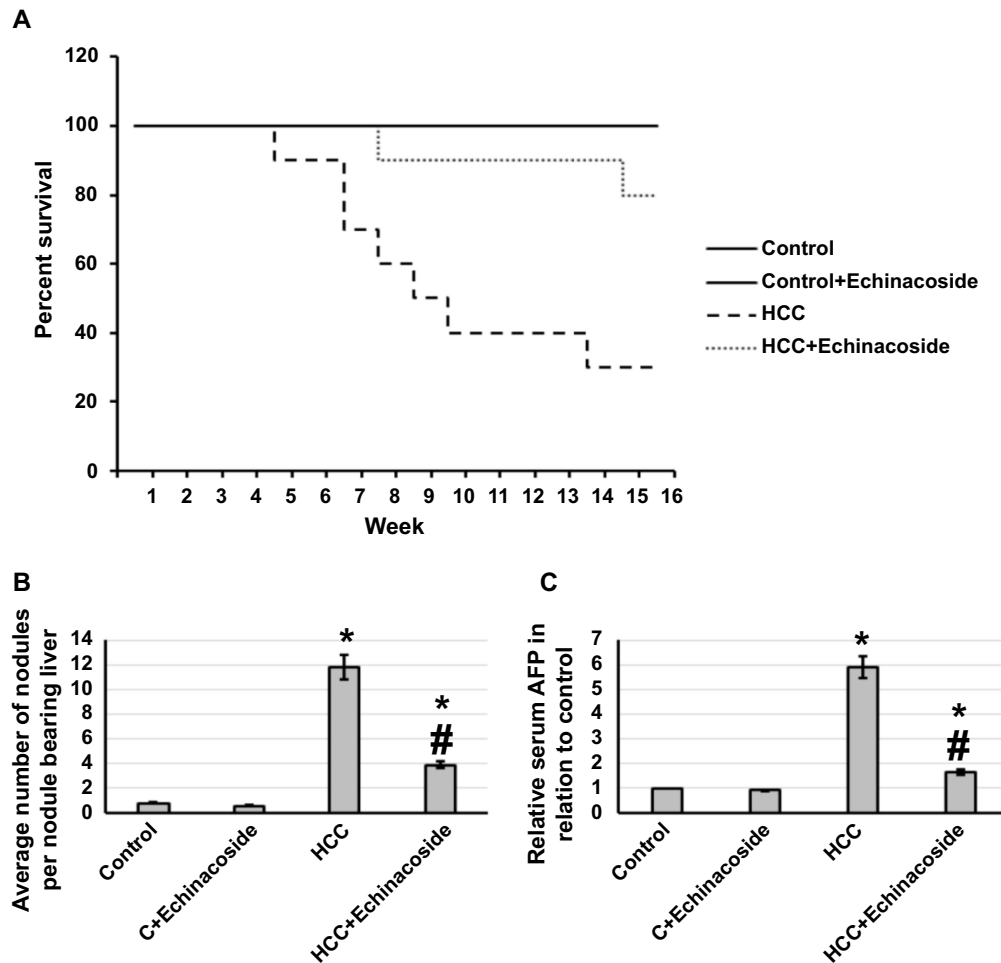 A
Percent survival
120
100
80
60
40
20
0
1 2 3 4 5 6 7 8 9 10 11 12 13 14 15 16
Week
Control
Control+Echinacoside
HCC
HCC+Echinacoside
B
Average number of nodules
per nodule bearing liver
14
12
10
8
6
4
2
0
*
*
#
Control
C+Echinacoside
HCC
HCC+Echinacoside
C
Relative serum AFP in
relation to control
7
6
5
4
3
2
1
0
*
*
#
Control
C+Echinacoside
HCC
HCC+Echinacoside